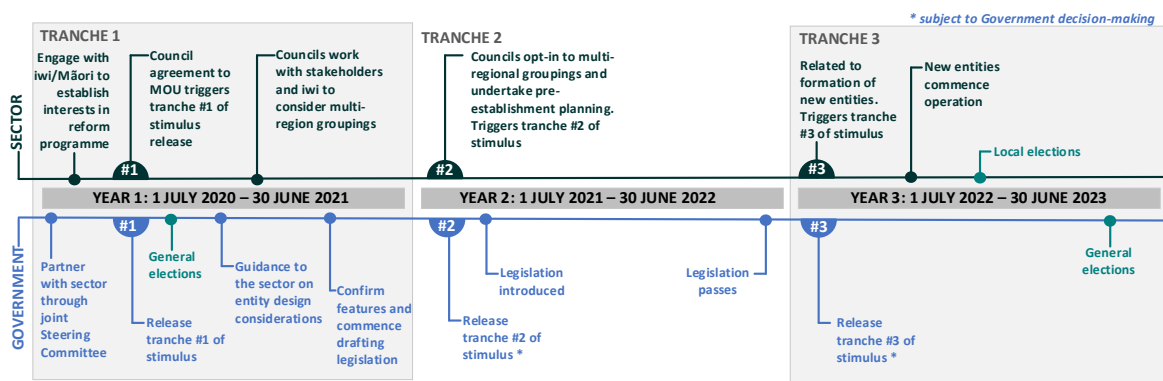 * subject to Government decision-making
TRANCHE 1
TRANCHE 2
TRANCHE 3
SECTOR
Engage with
iwi/Māori to
establish
interests in
reform
programme
Council
agreement to
MOU triggers
tranche #1 of
stimulus
release
Councils work
with stakeholders
and iwi to
consider multi-
region groupings
Councils opt-in to multi-
regional groupings and
undertake pre-
establishment planning.
Triggers tranche #2 of
stimulus
Related to
formation of
new entities.
Triggers tranche
#3 of stimulus
New entities
commence
operation
Local elections
#1
#2
#3
YEAR 1: 1 JULY 2020 – 30 JUNE 2021
YEAR 2: 1 JULY 2021 – 30 JUNE 2022
YEAR 3: 1 JULY 2022 – 30 JUNE 2023
GOVERNMENT
#1
#2
#3
Partner
with sector
through
joint
Steering
Committee
Release
tranche #1 of
stimulus
General
elections
Guidance to
the sector on
entity design
considerations
Confirm
features and
commence
drafting
legislation
Release
tranche #2 of
stimulus *
Legislation
introduced
Legislation
passes
Release
tranche #3 of
stimulus *
General
elections